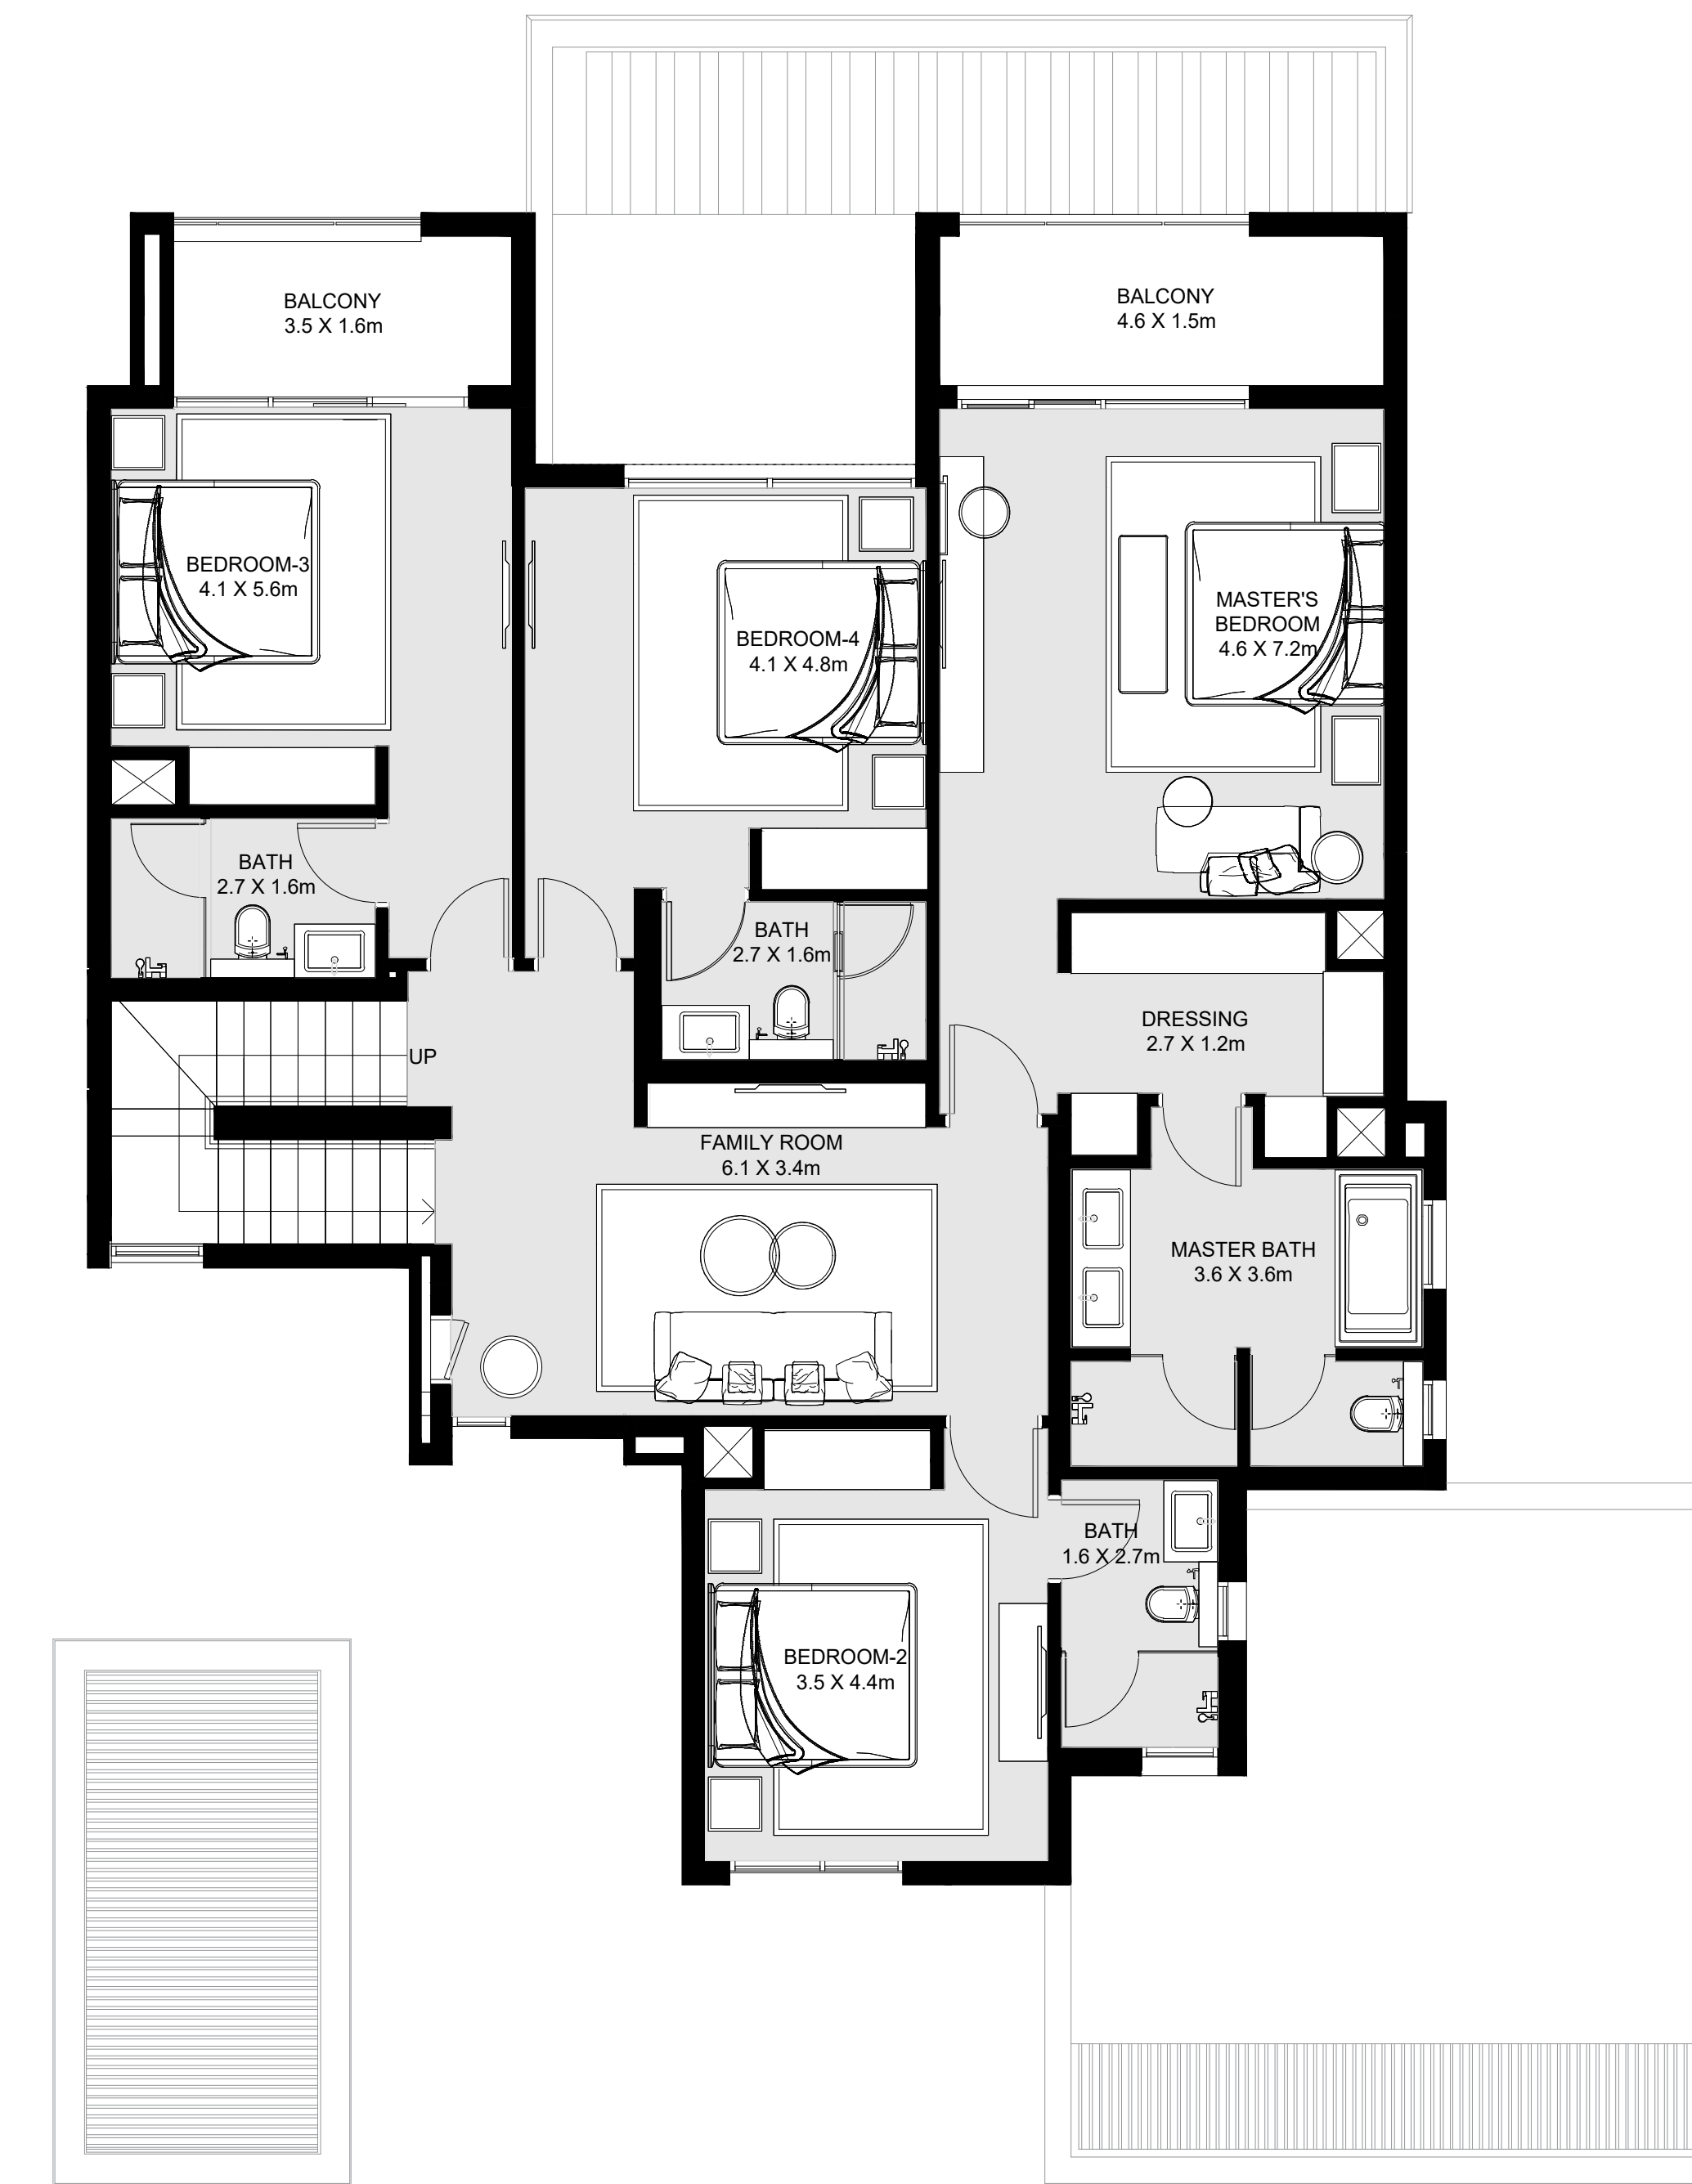 BALCONY
3.5 X 1.6m
BALCONY
4.6 X 1.5m
BEDROOM-3
4.1 X 5.6m
BEDROOM-4
4.1 X 4.8m
MASTER'S
BEDROOM
4.6 X 7.2m
BATH
2.7 X 1.6m
BATH
2.7 X 1.6m
DRESSING
2.7 X 1.2m
UP
FAMILY ROOM
6.1 X 3.4m
MASTER BATH
3.6 X 3.6m
BATH
1.6 X 2.7m
BEDROOM-2
3.5 X 4.4m